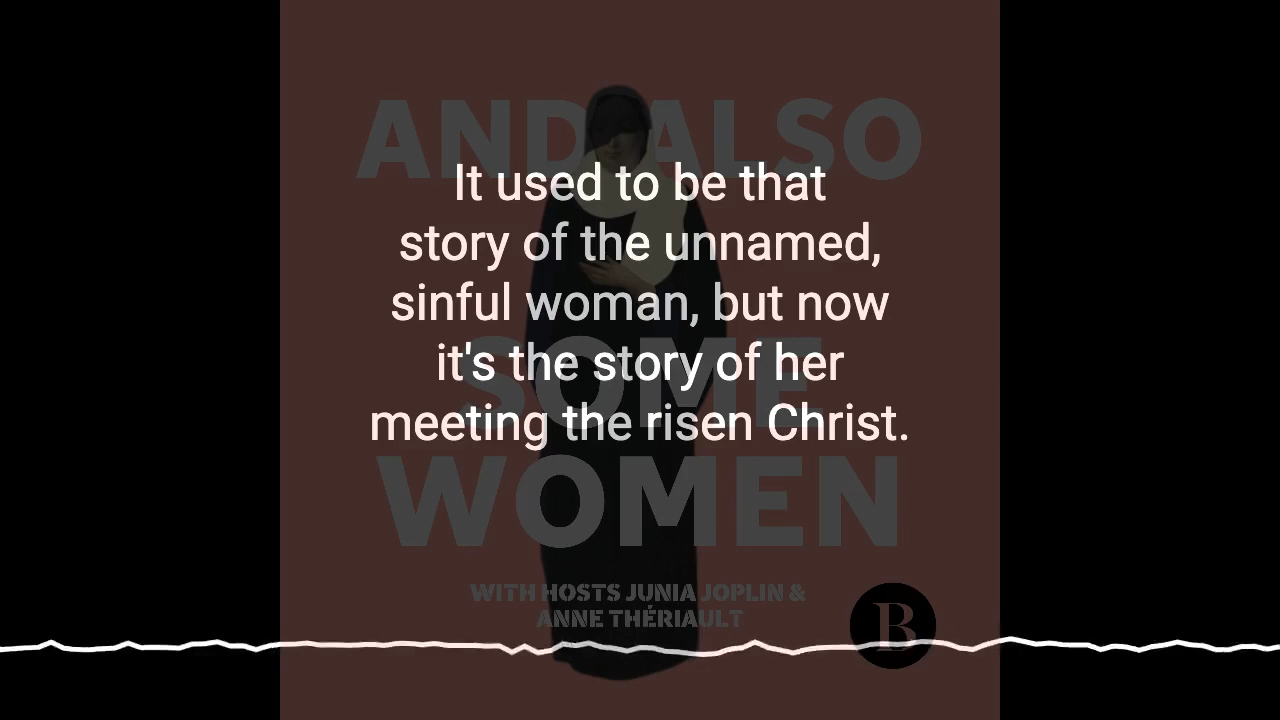 AND ALSO
It used to be that
story of the unnamed,
sinful woman, but now
it's the story of her
meeting the risen Christ.
SOME
WOMEN
WITH HOSTS JUNIA JOPLIN &
ANNE THÉRIAULT
B